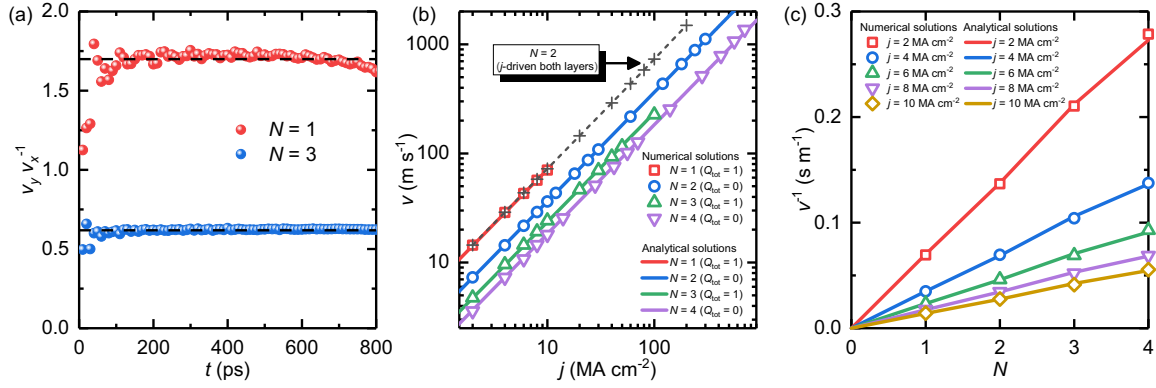 (a)
2.0
1.5
1.0
0.5
0.0
v_y v_x^-1
N = 1
N = 3
0 200 400 600 800
t (ps)
(b)
1000
100
10
v (m s^-1)
N = 2
(j-driven both layers)
Numerical solutions
N = 1 (Q_tot = 1)
N = 2 (Q_tot = 0)
N = 3 (Q_tot = 1)
N = 4 (Q_tot = 0)
Analytical solutions
N = 1 (Q_tot = 1)
N = 2 (Q_tot = 0)
N = 3 (Q_tot = 1)
N = 4 (Q_tot = 0)
10 100
j (MA cm^-2)
(c)
0.3
0.2
0.1
0.0
v^-1 (s m^-1)
Numerical solutions
j = 2 MA cm^-2
j = 4 MA cm^-2
j = 6 MA cm^-2
j = 8 MA cm^-2
j = 10 MA cm^-2
Analytical solutions
j = 2 MA cm^-2
j = 4 MA cm^-2
j = 6 MA cm^-2
j = 8 MA cm^-2
j = 10 MA cm^-2
0 1 2 3 4
N